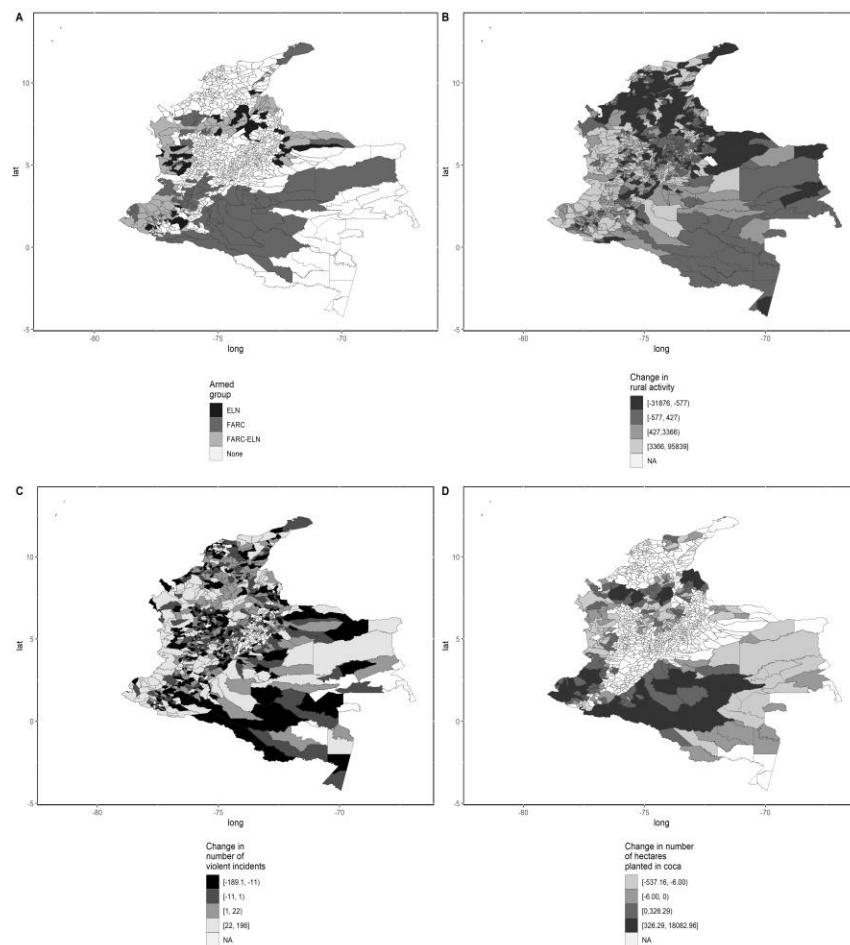 A
lat
10
5
0
-5
-80
-75
-70
long
Armed
group
ELN
FARC
FARC-ELN
None
B
lat
10
5
0
-5
-80
-75
-70
long
Change in
rural activity
[-31876, -577)
[-577, 427)
[427,3366)
[3366, 95839]
NA
C
lat
10
5
0
-5
-80
-75
-70
long
Change in
number of
violent incidents
[-189.1, -11)
[-11, 1)
[1, 22)
[22, 196]
NA
D
lat
10
5
0
-5
-80
-75
-70
long
Change in number
of hectares
planted in coca
[-537.16, -6.00)
[-6.00, 0)
[0,326.29)
[326.29, 18082.96]
NA